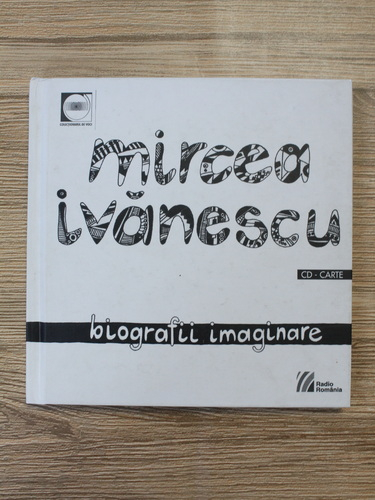 mircea
ivănescu
CD - CARTE
biografii imaginare
Radio
România